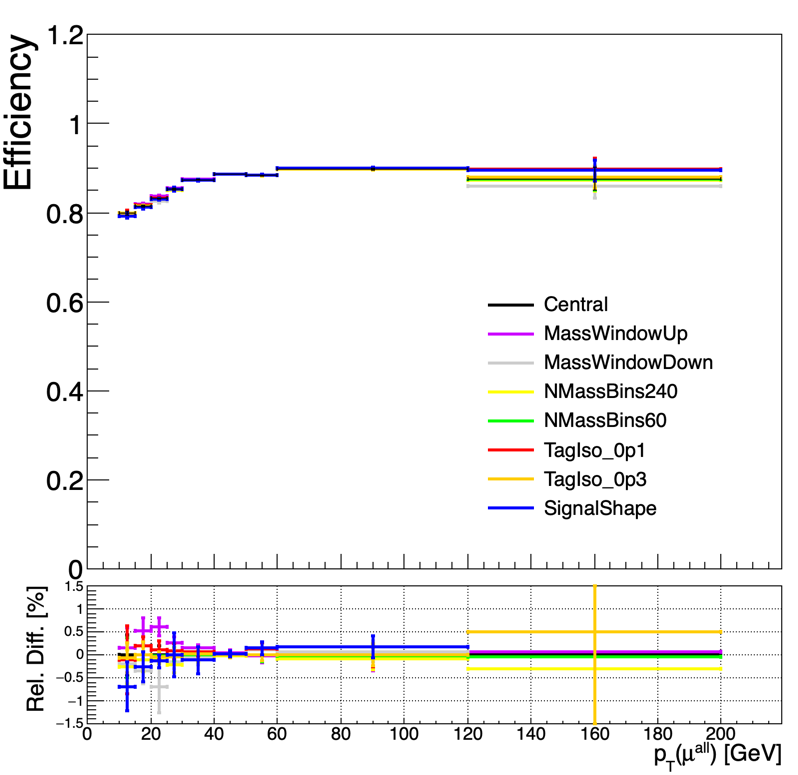 Efficiency
1.2
1
0.8
0.6
0.4
0.2
0
Central
MassWindowUp
MassWindowDown
NMassBins240
NMassBins60
TagIso_0p1
TagIso_0p3
SignalShape
Rel. Diff. [%]
1.5
1
0.5
0
−0.5
−1
−1.5
0 20 40 60 80 100 120 140 160 180 200
p_T(μ^all) [GeV]